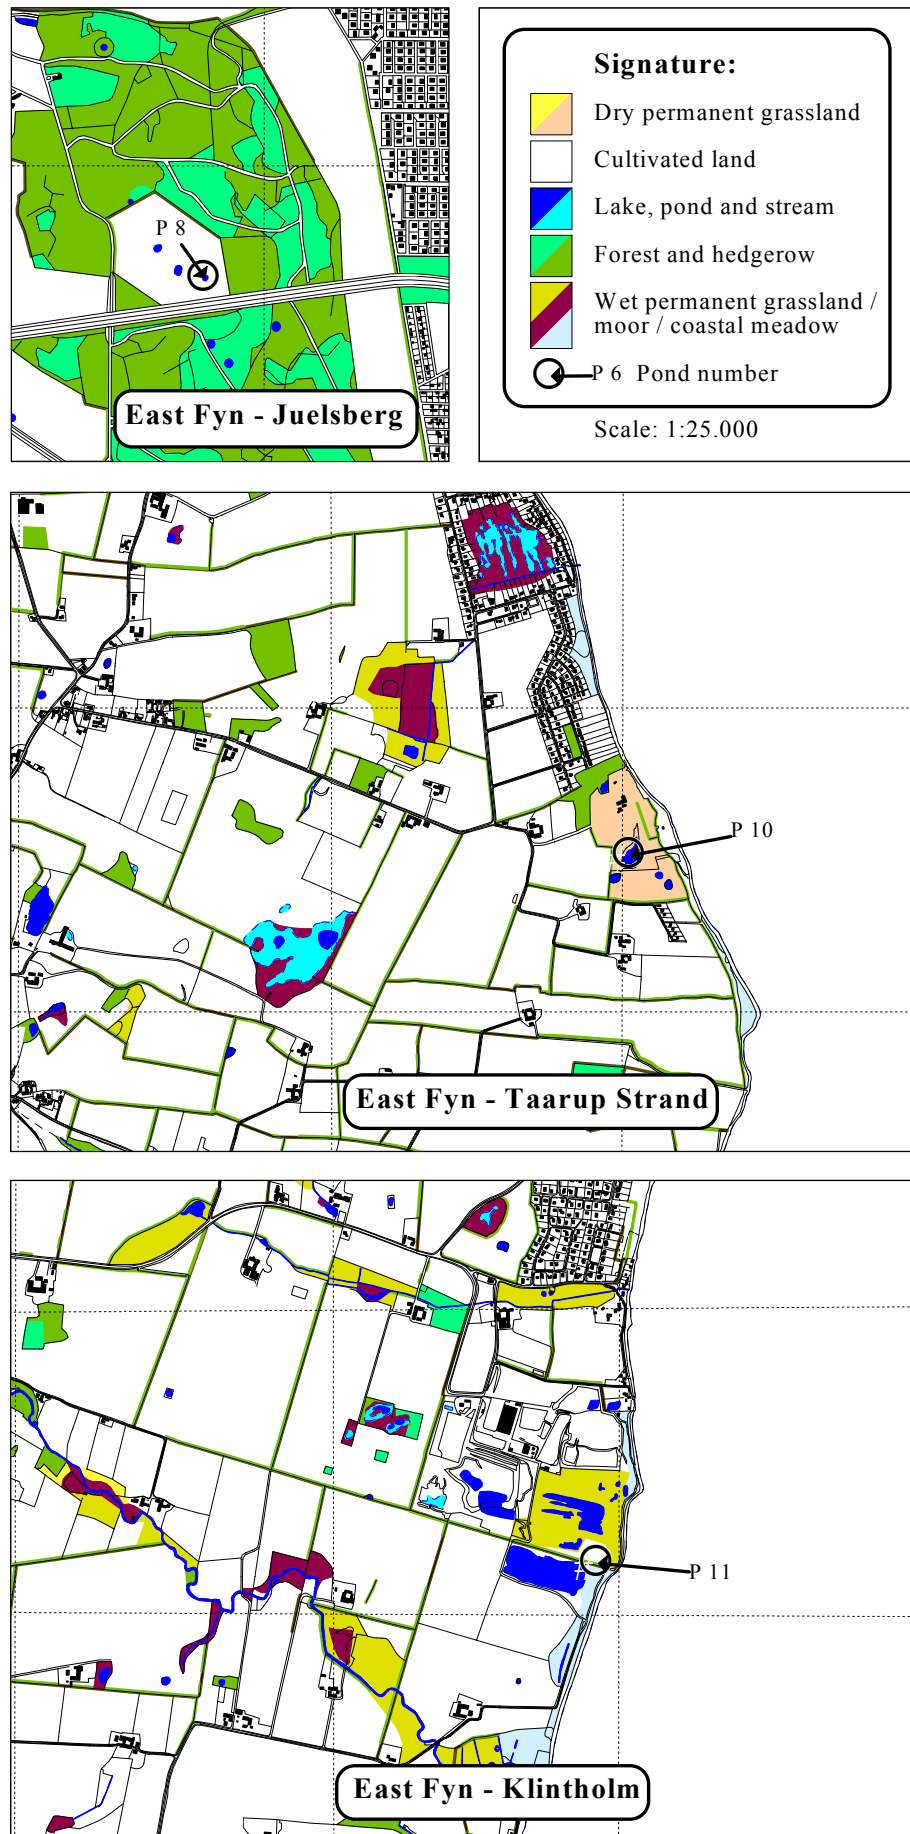 P 8
East Fyn - Juelsberg
Signature:
Dry permanent grassland
Cultivated land
Lake, pond and stream
Forest and hedgerow
Wet permanent grassland /
moor / coastal meadow
P 6 Pond number
Scale: 1:25.000
P 10
East Fyn - Taarup Strand
P 11
East Fyn - Klintholm